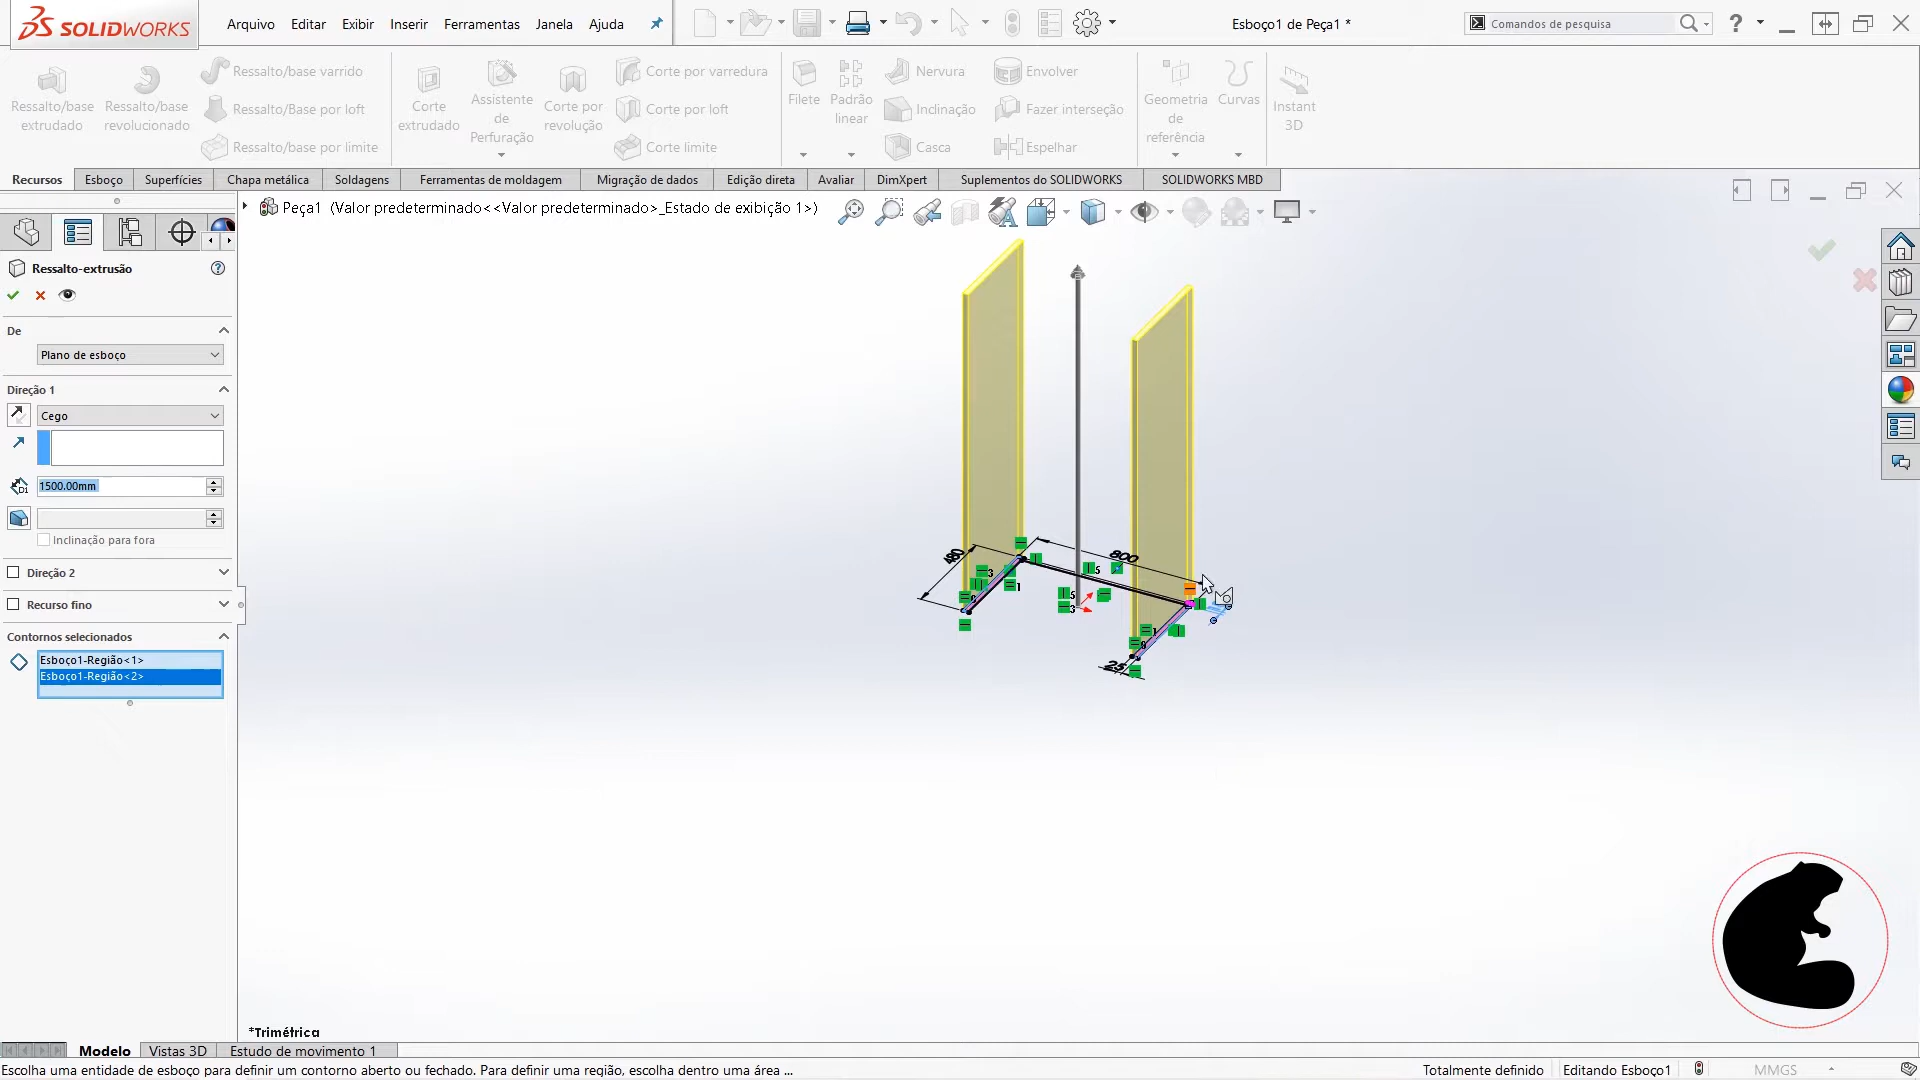 SOLIDWORKS
Arquivo Editar Exibir Inserir Ferramentas Janela Ajuda
Esboço1 de Peça1 *
Comandos de pesquisa
?
Ressalto/base extrudado
Ressalto/base revolucionado
Ressalto/base varrido
Ressalto/Base por loft
Ressalto/base por limite
Corte extrudado
Assistente de Perfuração
Corte por revolução
Corte por varredura
Corte por loft
Corte limite
Filete
Padrão linear
Nervura
Inclinação
Casca
Envolver
Fazer interseção
Espelhar
Geometria de referência
Curvas
Instant 3D
Recursos Esboço Superfícies Chapa metálica Soldagens Ferramentas de moldagem Migração de dados Edição direta Avaliar DimXpert Suplementos do SOLIDWORKS SOLIDWORKS MBD
Peça1 (Valor predeterminado<<Valor predeterminado>_Estado de exibição 1>)
Ressalto-extrusão
De
Plano de esboço
Direção 1
Cego
D1
1500.00mm
Inclinação para fora
Direção 2
Recurso fino
Contornos selecionados
Esboço1-Região<1>
Esboço1-Região<2>
480
800
25
*Trimétrica
Modelo Vistas 3D Estudo de movimento 1
Escolha uma entidade de esboço para definir um contorno aberto ou fechado. Para definir uma região, escolha dentro uma área ...
Totalmente definido Editando Esboço1 MMGS